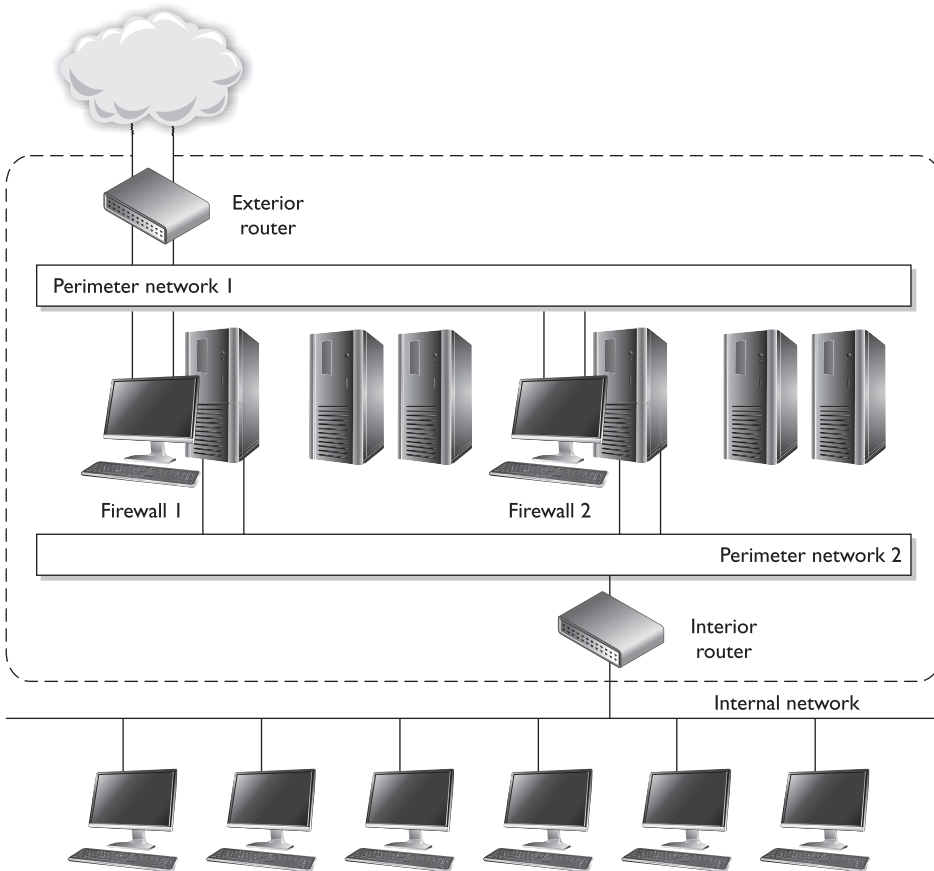 Exterior
router
Perimeter network 1
Firewall 1
Firewall 2
Perimeter network 2
Interior
router
Internal network